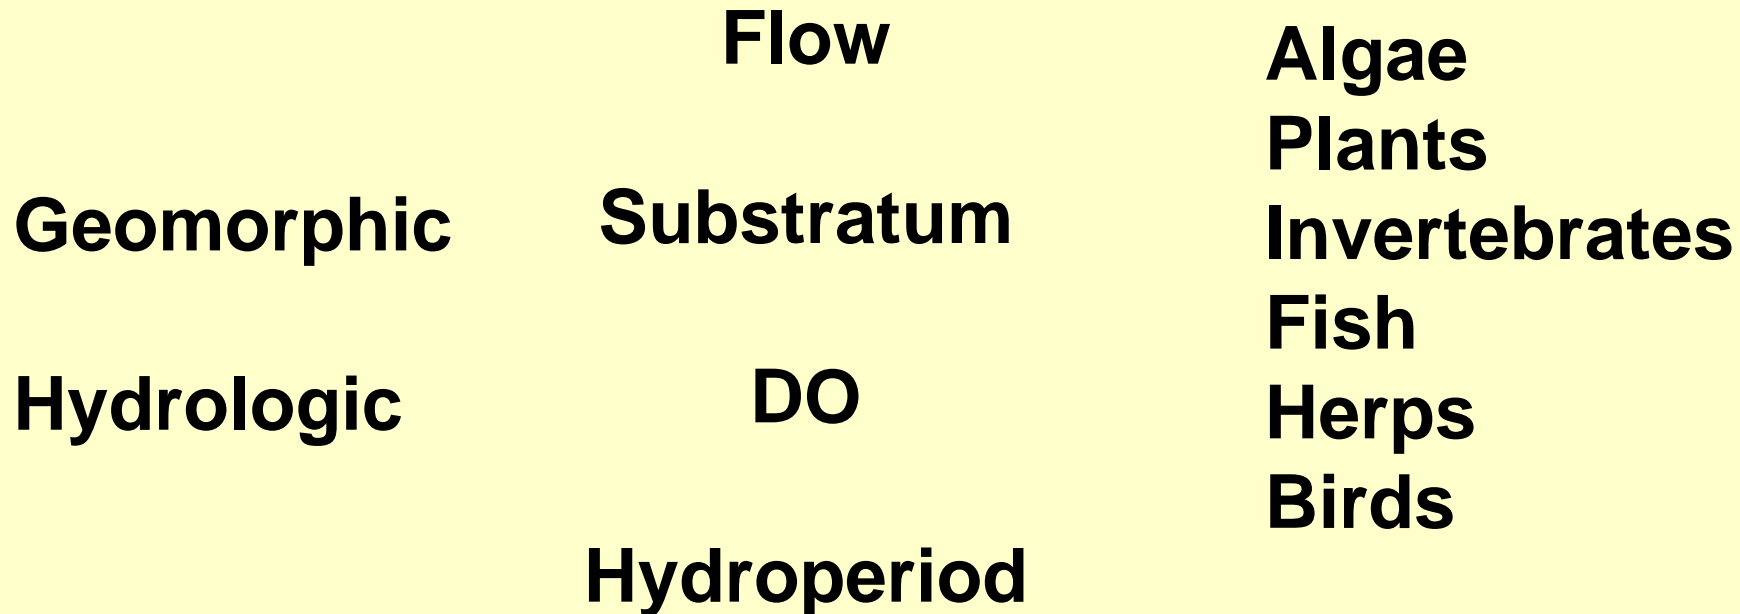 Geomorphic
Hydrologic
Flow
Substratum
DO
Hydroperiod
Algae
Plants
Invertebrates
Fish
Herps
Birds